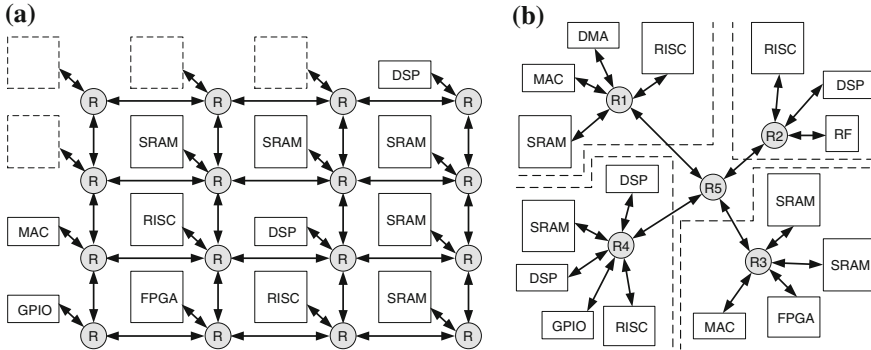 (a)
DSP
R R R R
SRAM SRAM SRAM
R R R R
MAC RISC DSP SRAM
R R R R
GPIO FPGA RISC SRAM
R R R R
(b)
DMA RISC
MAC R1
SRAM
RISC
DSP
R2 RF
R5
DSP
SRAM R4
DSP
GPIO RISC
SRAM
R3 SRAM
MAC FPGA